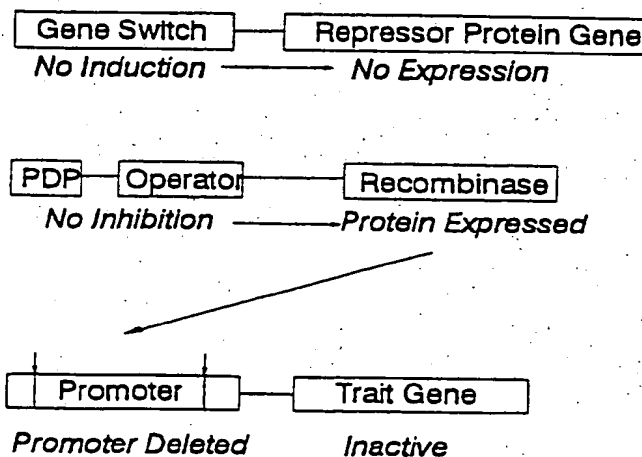 Gene Switch Repressor Protein Gene
No Induction No Expression
PDP Operator Recombinase
No Inhibition Protein Expressed
Promoter Trait Gene
Promoter Deleted Inactive